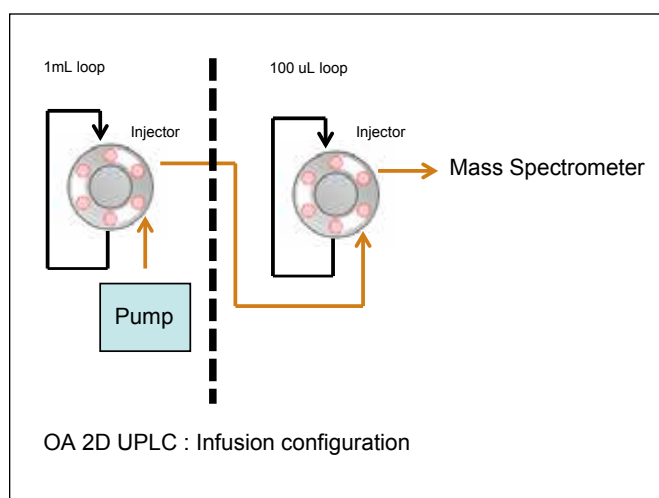 1mL loop
100 uL loop
Injector
Injector
Mass Spectrometer
Pump
OA 2D UPLC : Infusion configuration